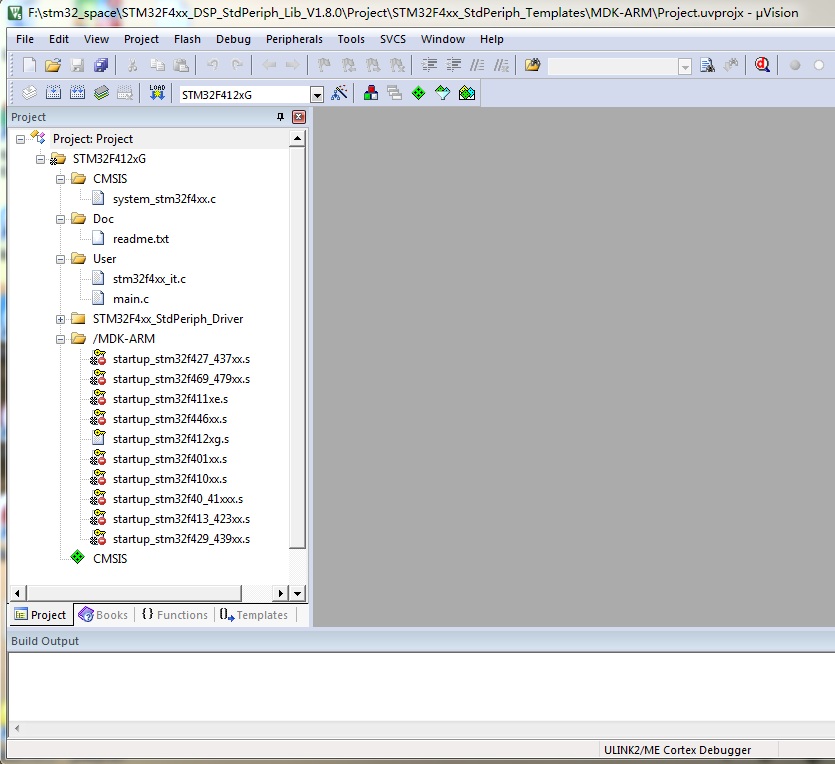 F:\stm32_space\STM32F4xx_DSP_StdPeriph_Lib_V1.8.0\Project\STM32F4xx_StdPeriph_Templates\MDK-ARM\Project.uvprojx - µVision
File Edit View Project Flash Debug Peripherals Tools SVCS Window Help
LOAD
STM32F412xG
Project
Project: Project
STM32F412xG
CMSIS
system_stm32f4xx.c
Doc
readme.txt
User
stm32f4xx_it.c
main.c
STM32F4xx_StdPeriph_Driver
/MDK-ARM
startup_stm32f427_437xx.s
startup_stm32f469_479xx.s
startup_stm32f411xe.s
startup_stm32f446xx.s
startup_stm32f412xg.s
startup_stm32f401xx.s
startup_stm32f410xx.s
startup_stm32f40_41xxx.s
startup_stm32f413_423xx.s
startup_stm32f429_439xx.s
CMSIS
Project Books {} Functions 0 Templates
Build Output
ULINK2/ME Cortex Debugger